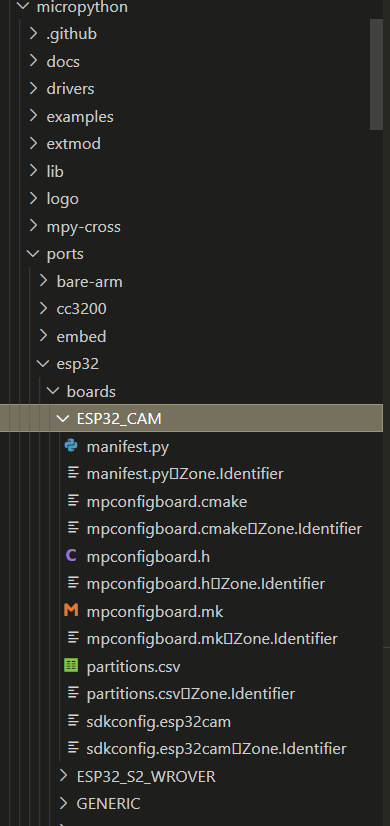 micropython
.github
docs
drivers
examples
extmod
lib
logo
mpy-cross
ports
bare-arm
cc3200
embed
esp32
boards
ESP32_CAM
manifest.py
manifest.py▯Zone.Identifier
mpconfigboard.cmake
mpconfigboard.cmake▯Zone.Identifier
mpconfigboard.h
mpconfigboard.h▯Zone.Identifier
mpconfigboard.mk
mpconfigboard.mk▯Zone.Identifier
partitions.csv
partitions.csv▯Zone.Identifier
sdkconfig.esp32cam
sdkconfig.esp32cam▯Zone.Identifier
ESP32_S2_WROVER
GENERIC